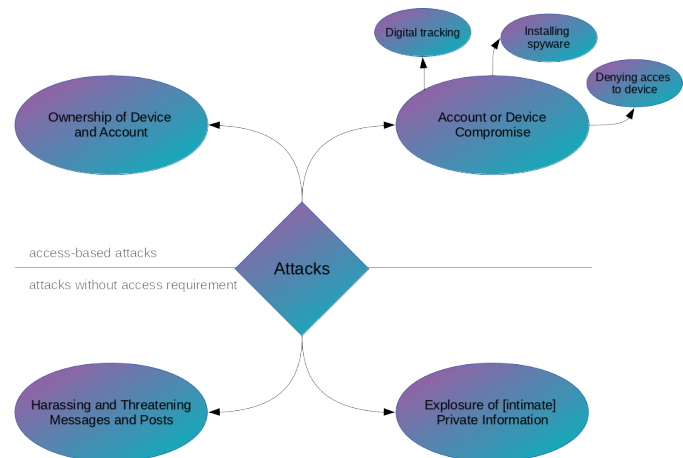 Digital tracking
Installing
spyware
Denying acces
to device
Ownership of Device
and Account
Account or Device
Compromise
access-based attacks
Attacks
attacks without access requirement
Harassing and Threatening
Messages and Posts
Explosure of [intimate]
Private Information